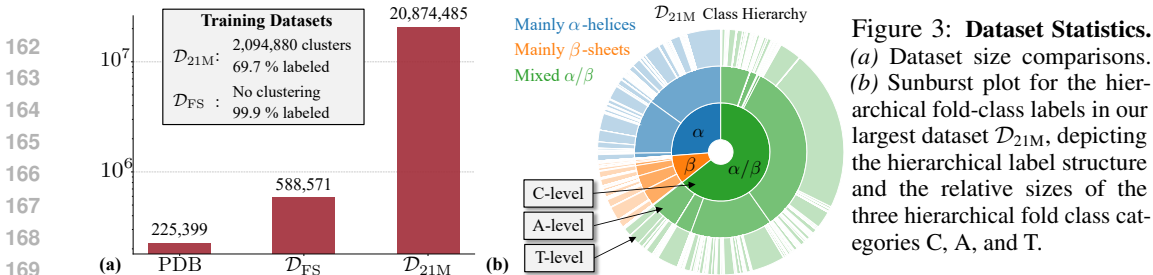 162
163
164
165
166
167
168
169
Training Datasets
𝒟21M: 2,094,880 clusters
69.7 % labeled
𝒟FS : No clustering
99.9 % labeled
10^7
10^6
225,399
588,571
20,874,485
(a)
PDB
𝒟FS
𝒟21M
𝒟21M Class Hierarchy
Mainly α-helices
Mainly β-sheets
Mixed α/β
α
β
α/β
C-level
A-level
T-level
(b)
Figure 3: Dataset Statistics.
(a) Dataset size comparisons.
(b) Sunburst plot for the hier-
archical fold-class labels in our
largest dataset 𝒟21M, depicting
the hierarchical label structure
and the relative sizes of the
three hierarchical fold class cat-
egories C, A, and T.